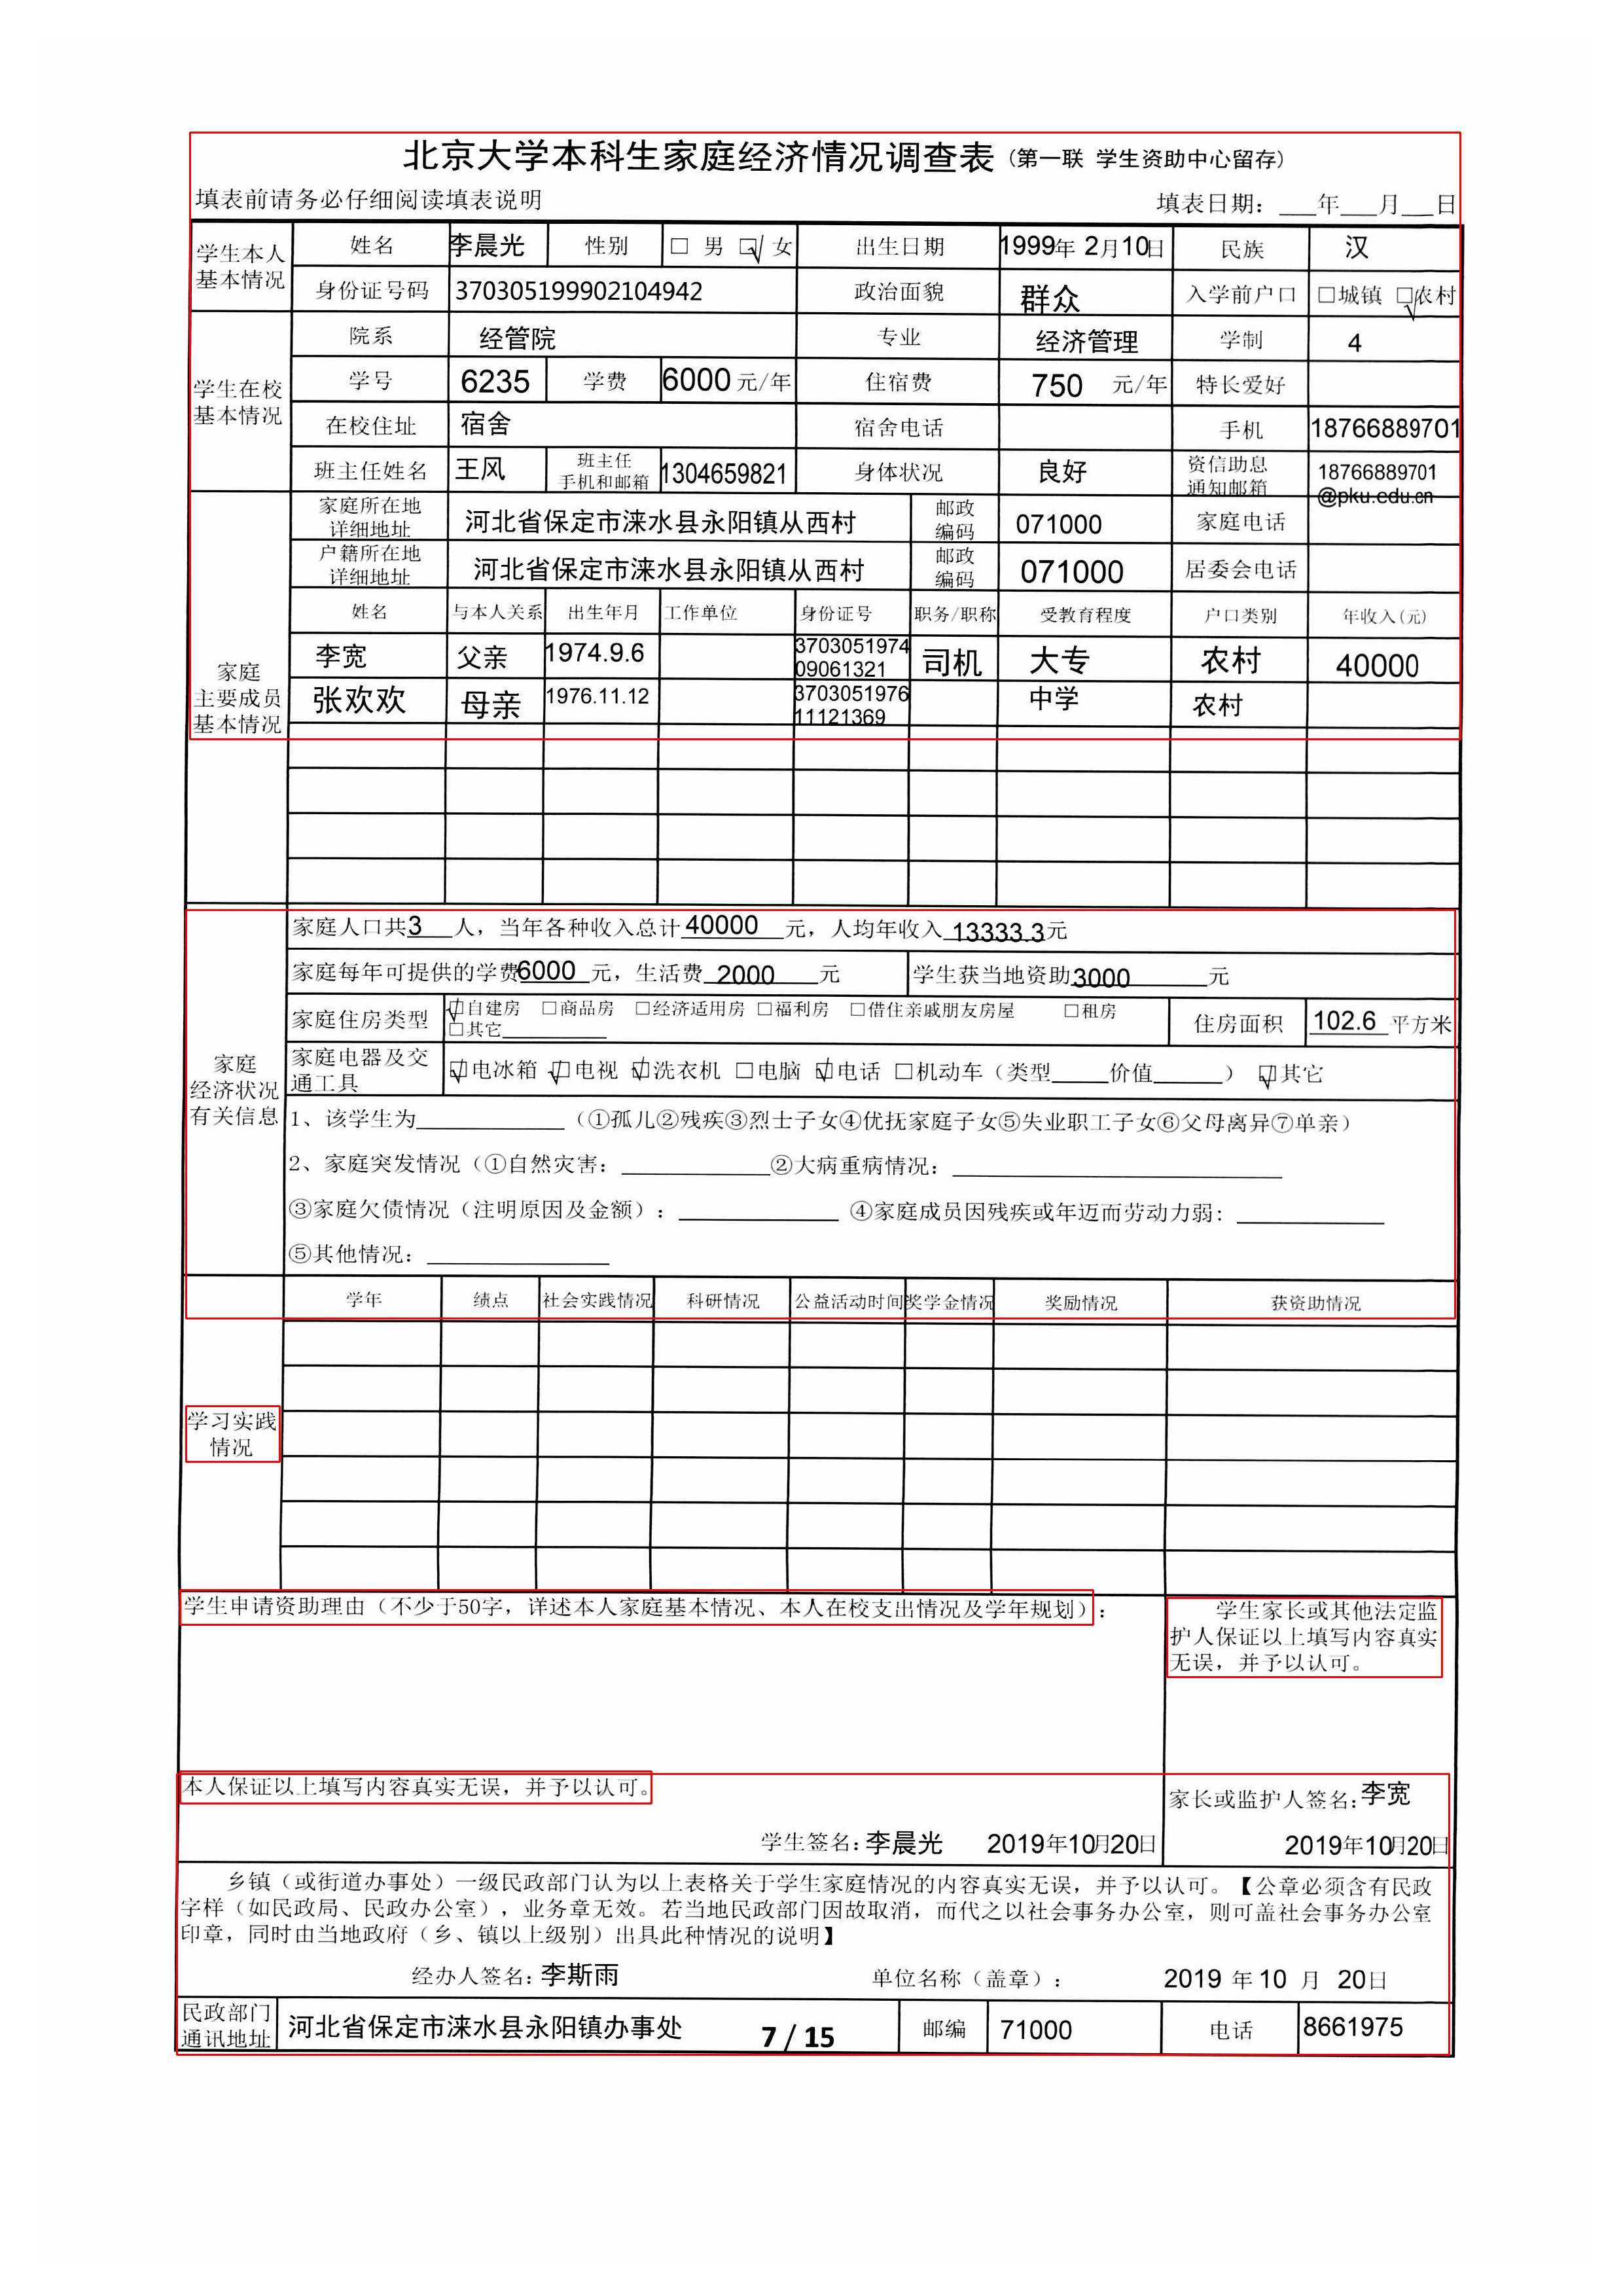 北京大学本科生家庭经济情况调查表(第一联 学生资助中心留存)
填表前请务必仔细阅读填表说明 填表日期：___年___月___日
学生本人基本情况 姓名 李晨光 性别 □ 男 ☑ 女 出生日期 1999年 2月10日 民族 汉
身份证号码 370305199902104942 政治面貌 群众 入学前户口 □城镇 ☑农村
学生在校基本情况 院系 经管院 专业 经济管理 学制 4
学号 6235 学费 6000 元/年 住宿费 750 元/年 特长爱好
在校住址 宿舍 宿舍电话 手机 18766889701
班主任姓名 王风 班主任手机和邮箱 1304659821 身体状况 良好 资信助息通知邮箱 18766889701@pku.edu.cn
家庭主要成员基本情况 家庭所在地详细地址 河北省保定市涞水县永阳镇从西村 邮政编码 071000 家庭电话
户籍所在地详细地址 河北省保定市涞水县永阳镇从西村 邮政编码 071000 居委会电话
姓名 与本人关系 出生年月 工作单位 身份证号 职务/职称 受教育程度 户口类别 年收入(元)
李宽 父亲 1974.9.6 370305197409061321 司机 大专 农村 40000
张欢欢 母亲 1976.11.12 370305197611121369 中学 农村
家庭经济状况有关信息 家庭人口共3人，当年各种收入总计40000元，人均年收入13333.3元
家庭每年可提供的学费6000元，生活费2000元 学生获当地资助3000元
家庭住房类型 ☑自建房 □商品房 □经济适用房 □福利房 □借住亲戚朋友房屋 □租房 □其它________ 住房面积 102.6 平方米
家庭电器及交通工具 ☑电冰箱 ☑电视 ☑洗衣机 □电脑 ☑电话 □机动车（类型____价值_____） ☑其它
1、该学生为__________（①孤儿②残疾③烈士子女④优抚家庭子女⑤失业职工子女⑥父母离异⑦单亲）
2、家庭突发情况（①自然灾害：__________②大病重病情况：______________________
③家庭欠债情况（注明原因及金额）：__________ ④家庭成员因残疾或年迈而劳动力弱：__________
⑤其他情况：____________
学年 绩点 社会实践情况 科研情况 公益活动时间 奖学金情况 奖励情况 获资助情况
学习实践情况
学生申请资助理由（不少于50字，详述本人家庭基本情况、本人在校支出情况及学年规划）：
学生家长或其他法定监
护人保证以上填写内容真实
无误，并予以认可。
本人保证以上填写内容真实无误，并予以认可。
家长或监护人签名：李宽
学生签名：李晨光 2019年10月20日 2019年10月20日
乡镇（或街道办事处）一级民政部门认为以上表格关于学生家庭情况的内容真实无误，并予以认可。【公章必须含有民政
字样（如民政局、民政办公室），业务章无效。若当地民政部门因故取消，而代之以社会事务办公室，则可盖社会事务办公室
印章，同时由当地政府（乡、镇以上级别）出具此种情况的说明】
经办人签名：李斯雨 单位名称（盖章）： 2019 年 10 月 20日
民政部门通讯地址 河北省保定市涞水县永阳镇办事处 7 / 15 邮编 71000 电话 8661975